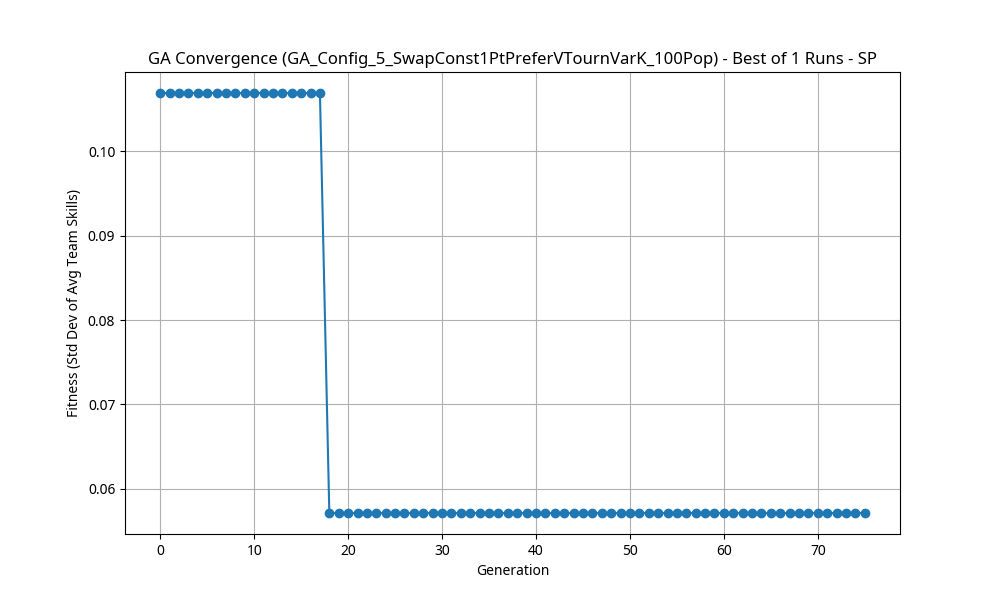 GA Convergence (GA_Config_5_SwapConst1PtPreferVTournVarK_100Pop) - Best of 1 Runs - SP
Fitness (Std Dev of Avg Team Skills)
0.10
0.09
0.08
0.07
0.06
0 10 20 30 40 50 60 70
Generation